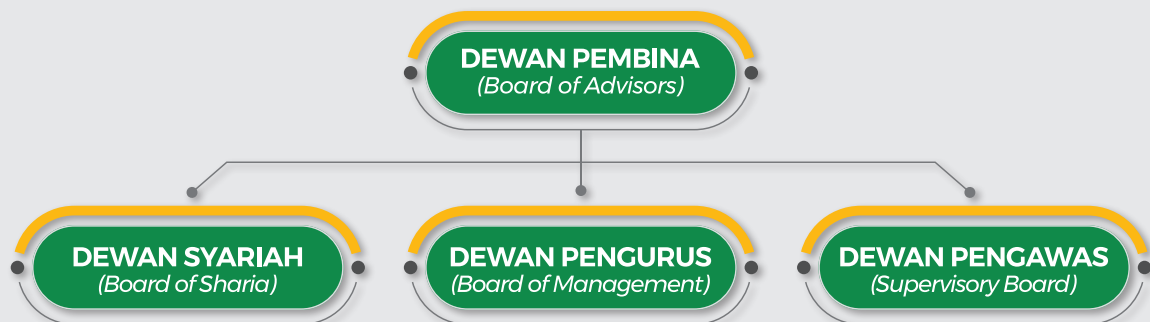 DEWAN PEMBINA
(Board of Advisors)
DEWAN SYARIAH
(Board of Sharia)
DEWAN PENGURUS
(Board of Management)
DEWAN PENGAWAS
(Supervisory Board)